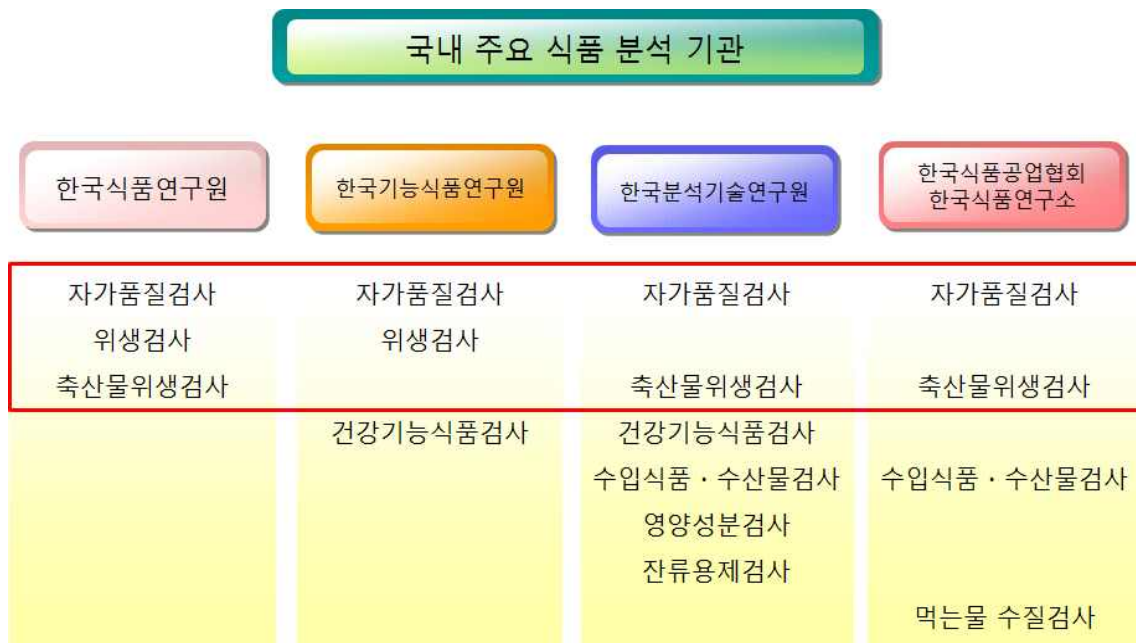 국내 주요 식품 분석 기관
한국식품연구원
한국기능식품연구원
한국분석기술연구원
한국식품공업협회
한국식품연구소
자가품질검사 자가품질검사 자가품질검사 자가품질검사
위생검사 위생검사
축산물위생검사 축산물위생검사 축산물위생검사
건강기능식품검사 건강기능식품검사
수입식품 · 수산물검사 수입식품 · 수산물검사
영양성분검사
잔류용제검사
먹는물 수질검사